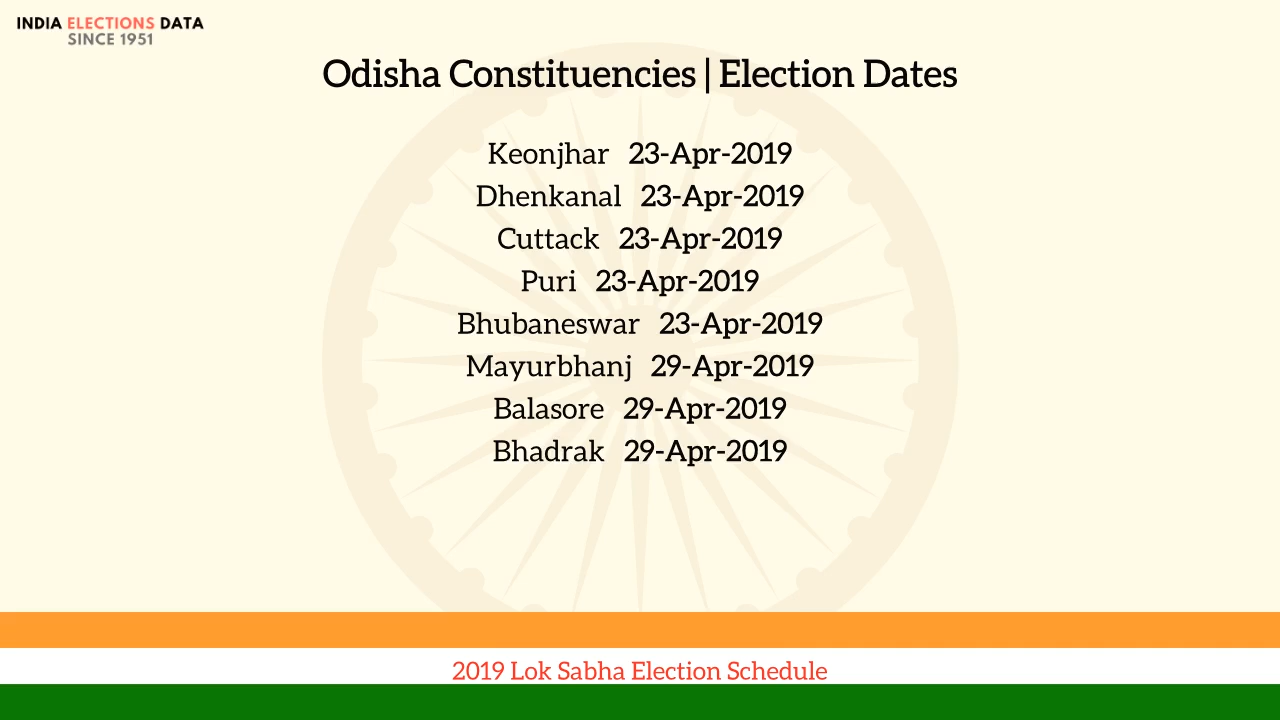 INDIA ELECTIONS DATA
SINCE 1951
Odisha Constituencies | Election Dates
Keonjhar 23-Apr-2019
Dhenkanal 23-Apr-2019
Cuttack 23-Apr-2019
Puri 23-Apr-2019
Bhubaneswar 23-Apr-2019
Mayurbhanj 29-Apr-2019
Balasore 29-Apr-2019
Bhadrak 29-Apr-2019
2019 Lok Sabha Election Schedule